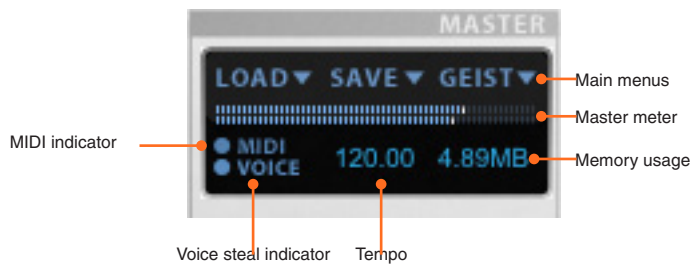 MASTER
LOAD SAVE GEIST
Main menus
Master meter
MIDI indicator
MIDI
VOICE
120.00
4.89MB
Memory usage
Voice steal indicator
Tempo